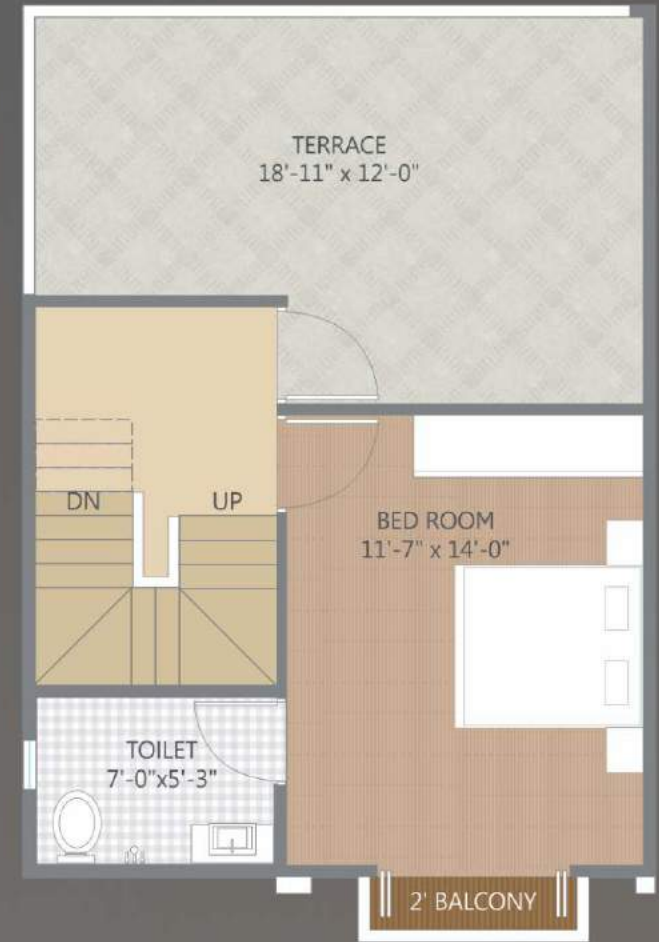 TERRACE
18'-11" x 12'-0"
DN
UP
BED ROOM
11'-7" x 14'-0"
TOILET
7'-0"x5'-3"
2' BALCONY